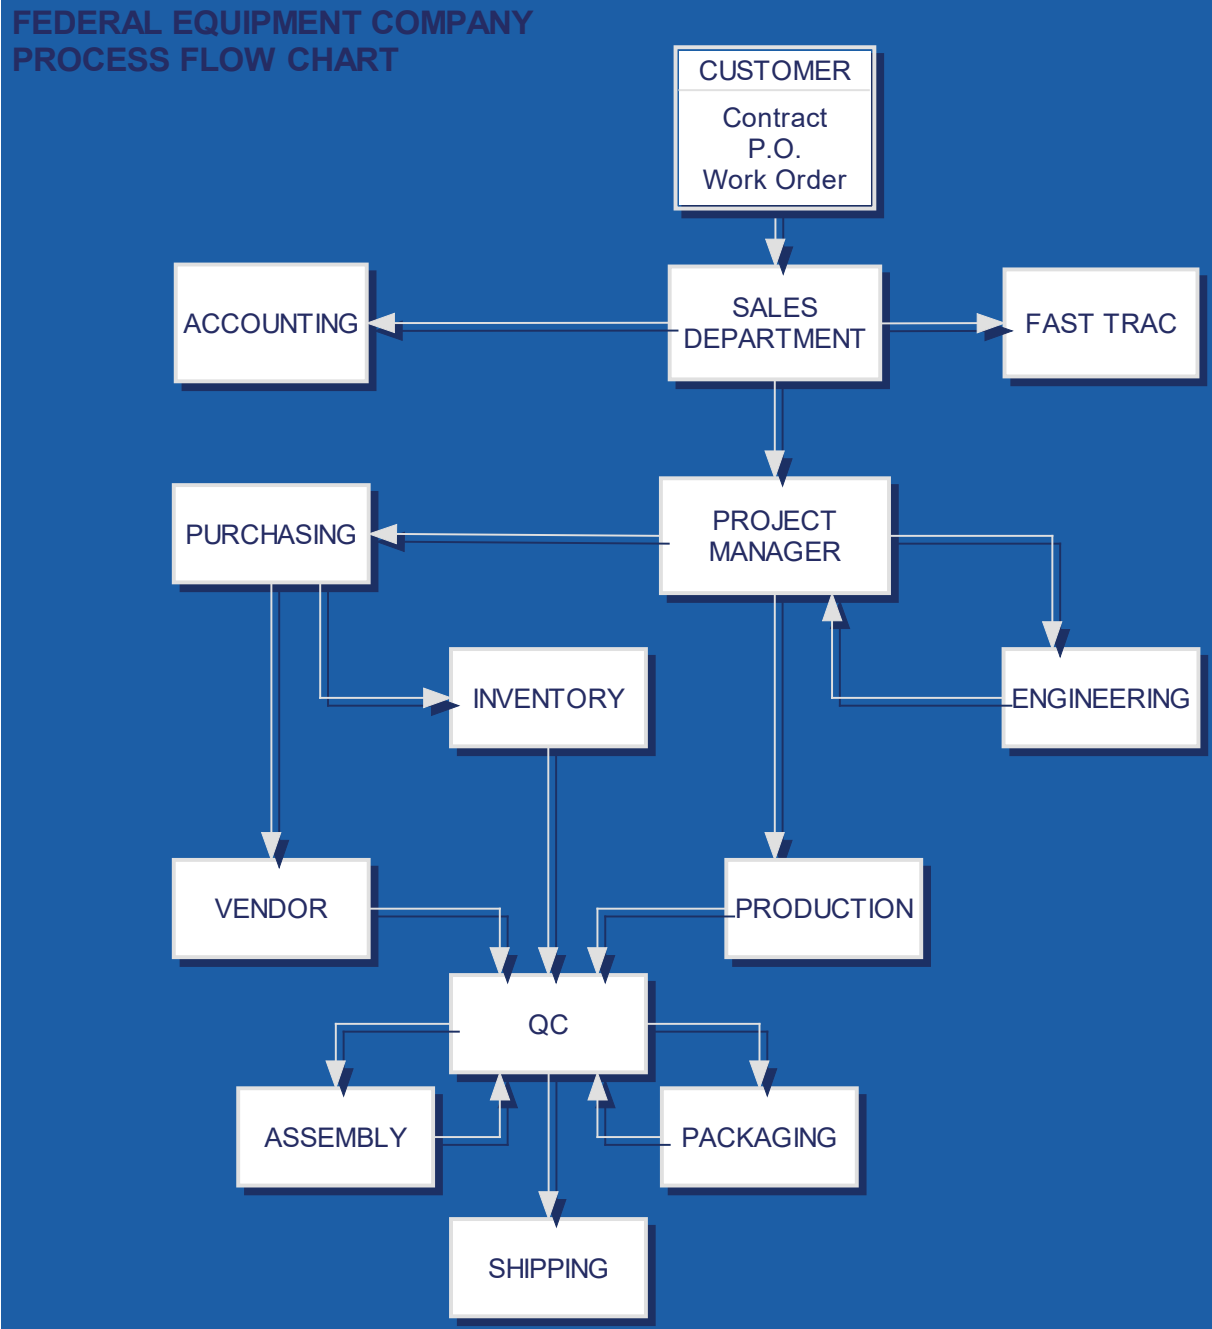 FEDERAL EQUIPMENT COMPANY
PROCESS FLOW CHART
CUSTOMER
Contract
P.O.
Work Order
ACCOUNTING
SALES
DEPARTMENT
FAST TRAC
PURCHASING
PROJECT
MANAGER
INVENTORY
ENGINEERING
VENDOR
PRODUCTION
QC
ASSEMBLY
PACKAGING
SHIPPING